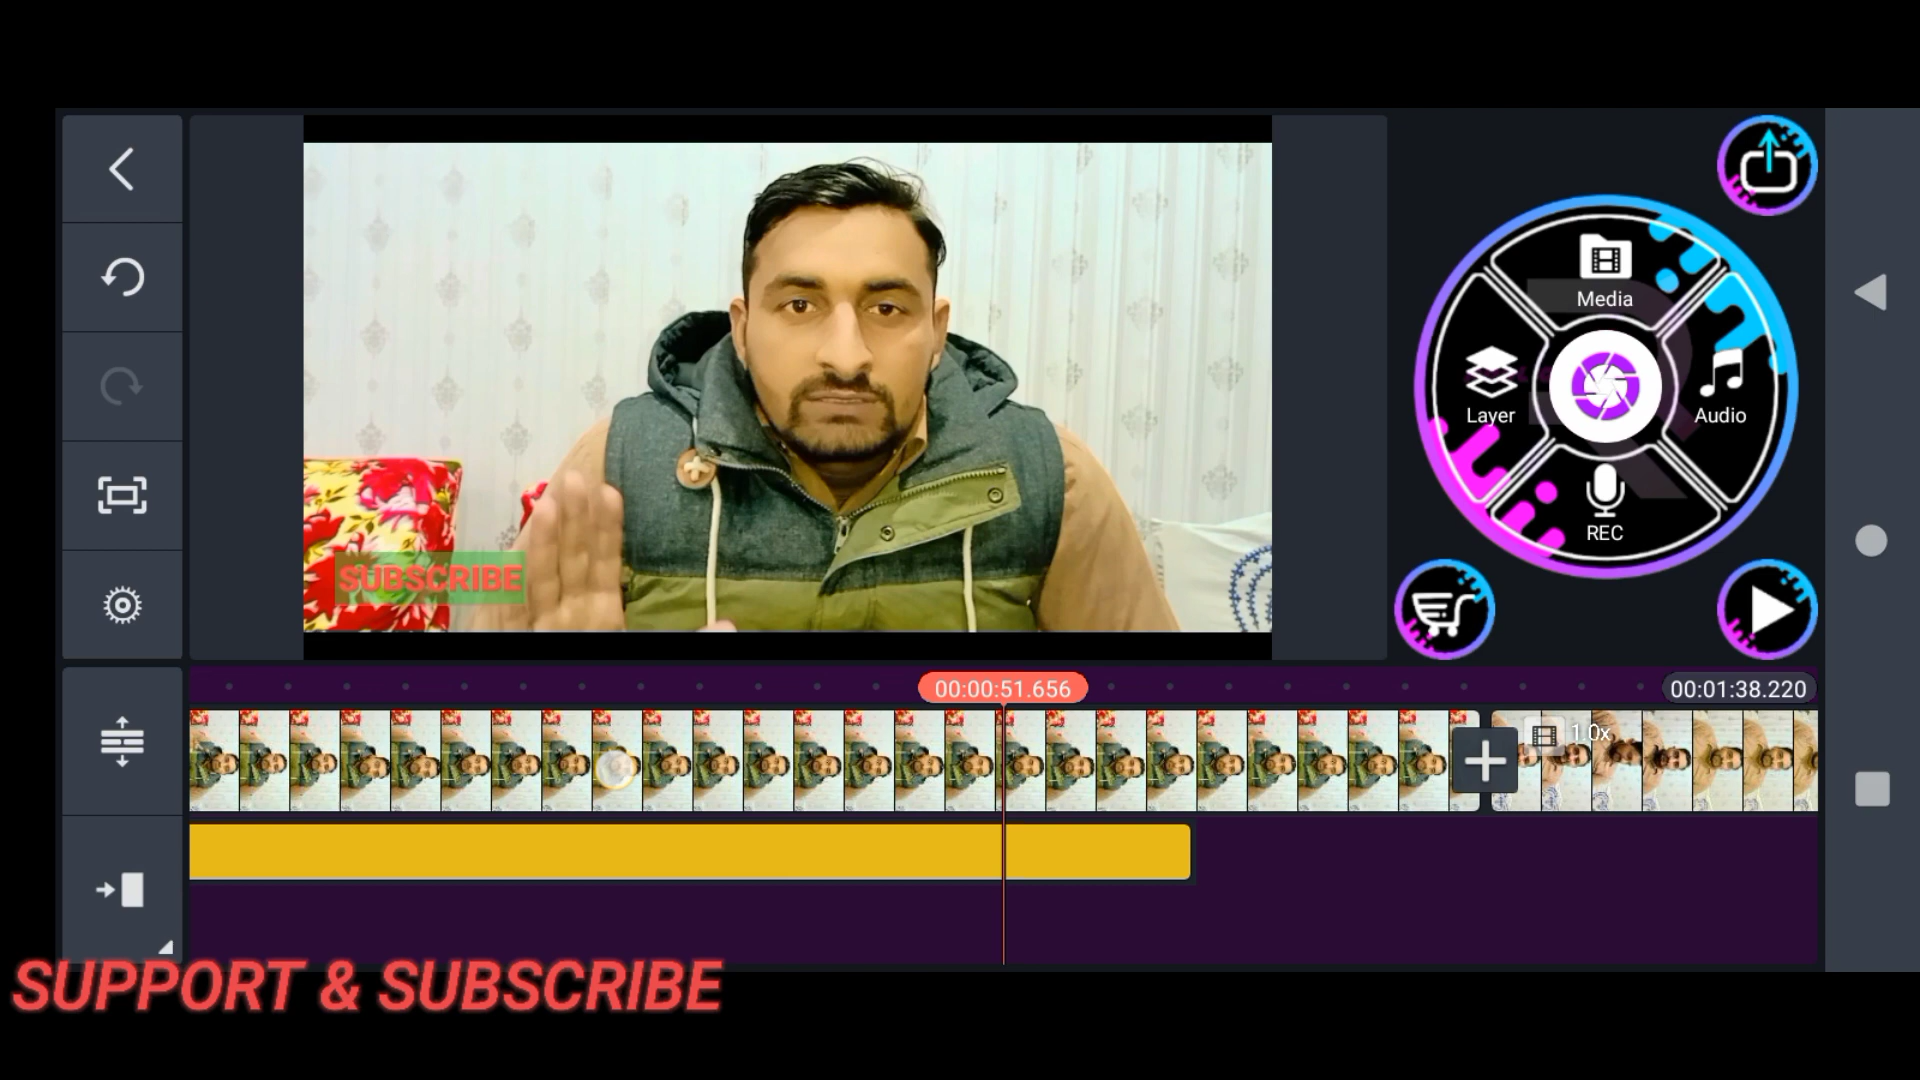 Media
Layer
Audio
REC
SUBSCRIBE
00:00:51.656
00:01:38.220
1.0x
SUPPORT & SUBSCRIBE